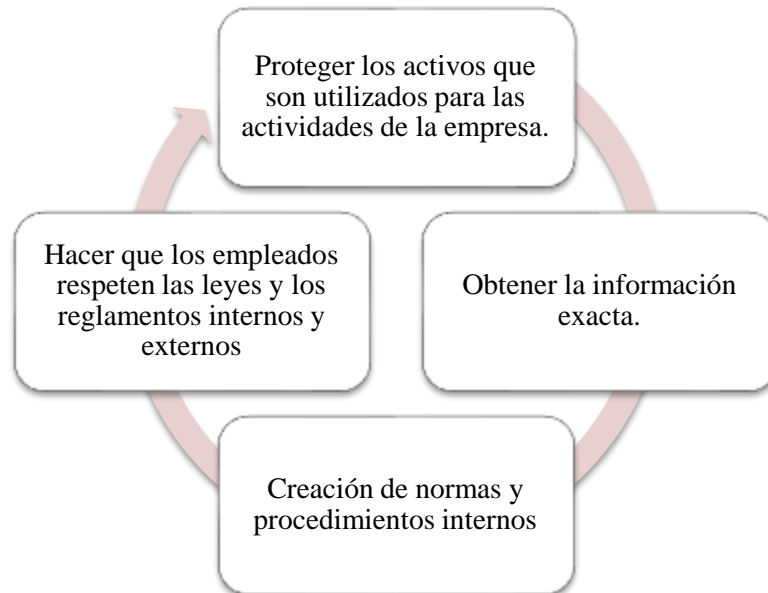 Proteger los activos que
son utilizados para las
actividades de la empresa.
Obtener la información
exacta.
Creación de normas y
procedimientos internos
Hacer que los empleados
respeten las leyes y los
reglamentos internos y
externos